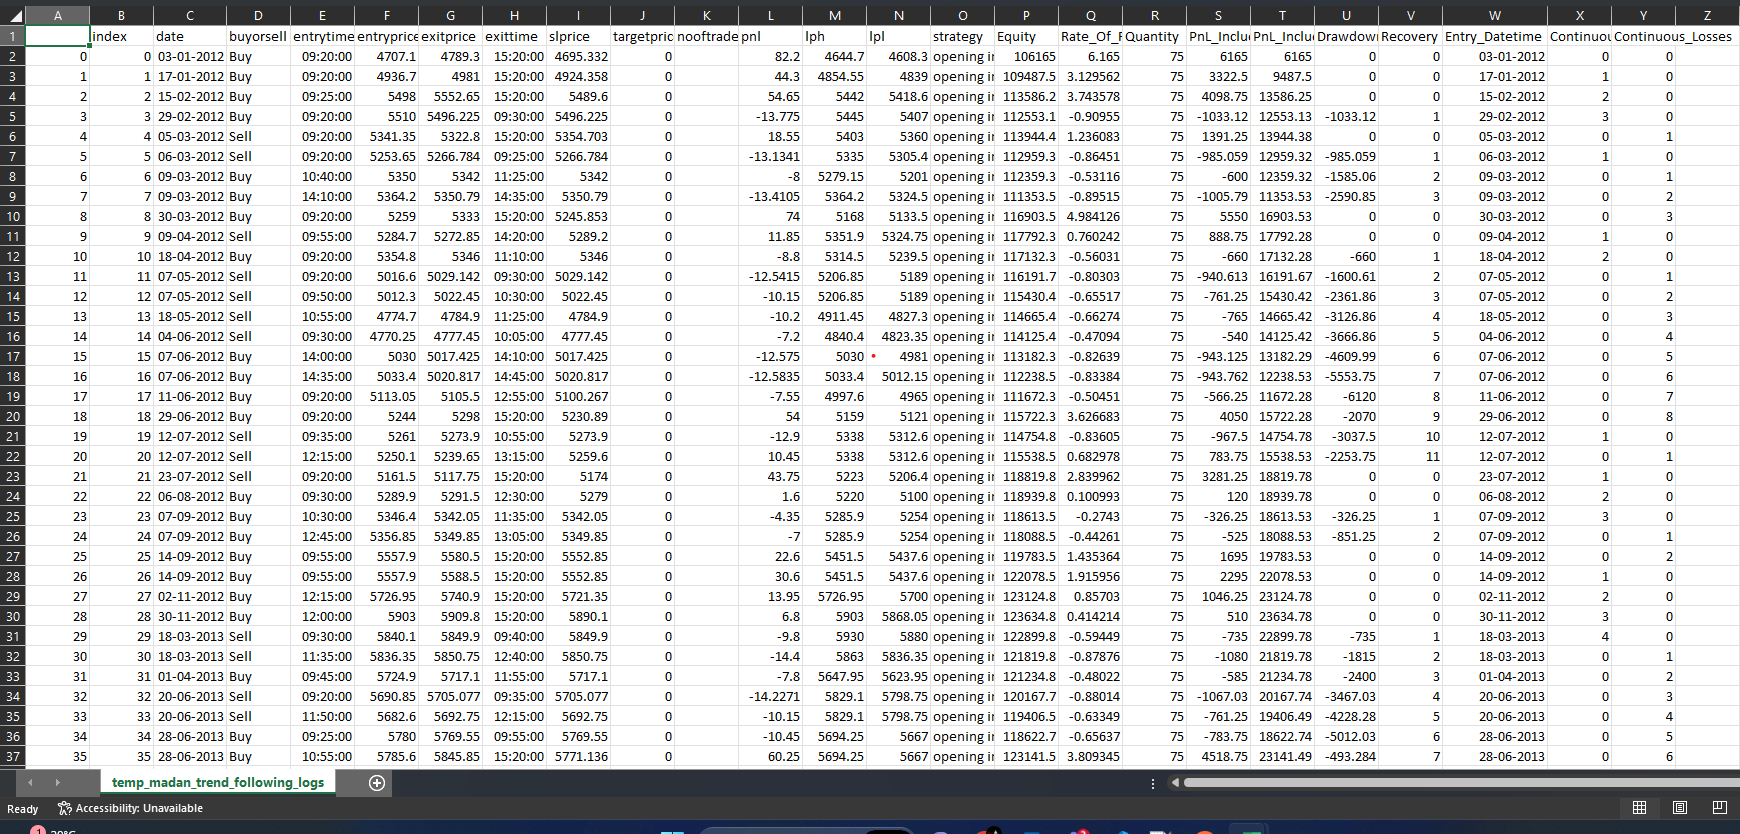 A B C D E F G H I J K L M N O P Q R S T U V W X Y Z
1 index date buyorsell entrytime entryprice exitprice exittime slprice targetpric nooftrade pnl lph lpl strategy Equity Rate_Of_ Quantity PnL_Inclu PnL_Inclu Drawdown Recovery Entry_Datetime Continuou Continuous_Losses
2 0 0 03-01-2012 Buy 09:20:00 4707.1 4789.3 15:20:00 4695.332 0 82.2 4644.7 4608.3 opening in 106165 6.165 75 6165 6165 0 0 03-01-2012 0 0
3 1 1 17-01-2012 Buy 09:20:00 4936.7 4981 15:20:00 4924.358 0 44.3 4854.55 4839 opening in 109487.5 3.129562 75 3322.5 9487.5 0 0 17-01-2012 1 0
4 2 2 15-02-2012 Buy 09:25:00 5498 5552.65 15:20:00 5489.6 0 54.65 5442 5418.6 opening in 113586.2 3.743578 75 4098.75 13586.25 0 0 15-02-2012 2 0
5 3 3 29-02-2012 Buy 09:20:00 5510 5496.225 09:30:00 5496.225 0 -13.775 5445 5407 opening in 112553.1 -0.90955 75 -1033.12 12553.13 -1033.12 1 29-02-2012 3 0
6 4 4 05-03-2012 Sell 09:20:00 5341.35 5322.8 15:20:00 5354.703 0 18.55 5403 5360 opening in 113944.4 1.236083 75 1391.25 13944.38 0 0 05-03-2012 0 1
7 5 5 06-03-2012 Sell 09:20:00 5253.65 5266.784 09:25:00 5266.784 0 -13.1341 5335 5305.4 opening in 112959.3 -0.86451 75 -985.059 12959.32 -985.059 1 06-03-2012 1 0
8 6 6 09-03-2012 Buy 10:40:00 5350 5342 11:25:00 5342 0 -8 5279.15 5201 opening in 112359.3 -0.53116 75 -600 12359.32 -1585.06 2 09-03-2012 0 1
9 7 7 09-03-2012 Buy 14:10:00 5364.2 5350.79 14:35:00 5350.79 0 -13.4105 5364.2 5324.5 opening in 111353.5 -0.89515 75 -1005.79 11353.53 -2590.85 3 09-03-2012 0 2
10 8 8 30-03-2012 Buy 09:20:00 5259 5333 15:20:00 5245.853 0 74 5168 5133.5 opening in 116903.5 4.984126 75 5550 16903.53 0 0 30-03-2012 0 3
11 9 9 09-04-2012 Sell 09:55:00 5284.7 5272.85 14:20:00 5289.2 0 11.85 5351.9 5324.75 opening in 117792.3 0.760242 75 888.75 17792.28 0 0 09-04-2012 1 0
12 10 10 18-04-2012 Buy 09:20:00 5354.8 5346 11:10:00 5346 0 -8.8 5314.5 5239.5 opening in 117132.3 -0.56031 75 -660 17132.28 -660 1 18-04-2012 2 0
13 11 11 07-05-2012 Sell 09:20:00 5016.6 5029.142 09:30:00 5029.142 0 -12.5415 5206.85 5189 opening in 116191.7 -0.80303 75 -940.613 16191.67 -1600.61 2 07-05-2012 0 1
14 12 12 07-05-2012 Sell 09:50:00 5012.3 5022.45 10:30:00 5022.45 0 -10.15 5206.85 5189 opening in 115430.4 -0.65517 75 -761.25 15430.42 -2361.86 3 07-05-2012 0 2
15 13 13 18-05-2012 Sell 10:55:00 4774.7 4784.9 11:25:00 4784.9 0 -10.2 4911.45 4827.3 opening in 114665.4 -0.66274 75 -765 14665.42 -3126.86 4 18-05-2012 0 3
16 14 14 04-06-2012 Sell 09:30:00 4770.25 4777.45 10:05:00 4777.45 0 -7.2 4840.4 4823.35 opening in 114125.4 -0.47094 75 -540 14125.42 -3666.86 5 04-06-2012 0 4
17 15 15 07-06-2012 Buy 14:00:00 5030 5017.425 14:10:00 5017.425 0 -12.575 5030 4981 opening in 113182.3 -0.82639 75 -943.125 13182.29 -4609.99 6 07-06-2012 0 5
18 16 16 07-06-2012 Buy 14:35:00 5033.4 5020.817 14:45:00 5020.817 0 -12.5835 5033.4 5012.15 opening in 112238.5 -0.83384 75 -943.762 12238.53 -5553.75 7 07-06-2012 0 6
19 17 17 11-06-2012 Buy 09:20:00 5113.05 5105.5 12:55:00 5100.267 0 -7.55 4997.6 4965 opening in 111672.3 -0.50451 75 -566.25 11672.28 -6120 8 11-06-2012 0 7
20 18 18 29-06-2012 Buy 09:20:00 5244 5298 15:20:00 5230.89 0 54 5159 5121 opening in 115722.3 3.626683 75 4050 15722.28 -2070 9 29-06-2012 0 8
21 19 19 12-07-2012 Sell 09:35:00 5261 5273.9 10:55:00 5273.9 0 -12.9 5338 5312.6 opening in 114754.8 -0.83605 75 -967.5 14754.78 -3037.5 10 12-07-2012 1 0
22 20 20 12-07-2012 Sell 12:15:00 5250.1 5239.65 13:15:00 5259.6 0 10.45 5338 5312.6 opening in 115538.5 0.682978 75 783.75 15538.53 -2253.75 11 12-07-2012 0 1
23 21 21 23-07-2012 Sell 09:20:00 5161.5 5117.75 15:20:00 5174 0 43.75 5223 5206.4 opening in 118819.8 2.839962 75 3281.25 18819.78 0 0 23-07-2012 1 0
24 22 22 06-08-2012 Buy 09:30:00 5289.9 5291.5 12:30:00 5279 0 1.6 5220 5100 opening in 118939.8 0.100993 75 120 18939.78 0 0 06-08-2012 2 0
25 23 23 07-09-2012 Buy 10:30:00 5346.4 5342.05 11:35:00 5342.05 0 -4.35 5285.9 5254 opening in 118613.5 -0.2743 75 -326.25 18613.53 -326.25 1 07-09-2012 3 0
26 24 24 07-09-2012 Buy 12:45:00 5356.85 5349.85 13:05:00 5349.85 0 -7 5285.9 5254 opening in 118088.5 -0.44261 75 -525 18088.53 -851.25 2 07-09-2012 0 1
27 25 25 14-09-2012 Buy 09:55:00 5557.9 5580.5 15:20:00 5552.85 0 22.6 5451.5 5437.6 opening in 119783.5 1.435364 75 1695 19783.53 0 0 14-09-2012 0 2
28 26 26 14-09-2012 Buy 09:55:00 5557.9 5588.5 15:20:00 5552.85 0 30.6 5451.5 5437.6 opening in 122078.5 1.915956 75 2295 22078.53 0 0 14-09-2012 1 0
29 27 27 02-11-2012 Buy 12:15:00 5726.95 5740.9 15:20:00 5721.35 0 13.95 5726.95 5700 opening in 123124.8 0.85703 75 1046.25 23124.78 0 0 02-11-2012 2 0
30 28 28 30-11-2012 Buy 12:00:00 5903 5909.8 15:20:00 5890.1 0 6.8 5903 5868.05 opening in 123634.8 0.414214 75 510 23634.78 0 0 30-11-2012 3 0
31 29 29 18-03-2013 Sell 09:30:00 5840.1 5849.9 09:40:00 5849.9 0 -9.8 5930 5880 opening in 122899.8 -0.59449 75 -735 22899.78 -735 1 18-03-2013 4 0
32 30 30 18-03-2013 Sell 11:35:00 5836.35 5850.75 12:40:00 5850.75 0 -14.4 5863 5836.35 opening in 121819.8 -0.87876 75 -1080 21819.78 -1815 2 18-03-2013 0 1
33 31 31 01-04-2013 Buy 09:45:00 5724.9 5717.1 11:55:00 5717.1 0 -7.8 5647.95 5623.95 opening in 121234.8 -0.48022 75 -585 21234.78 -2400 3 01-04-2013 0 2
34 32 32 20-06-2013 Sell 09:20:00 5690.85 5705.077 09:35:00 5705.077 0 -14.2271 5829.1 5798.75 opening in 120167.7 -0.88014 75 -1067.03 20167.74 -3467.03 4 20-06-2013 0 3
35 33 33 20-06-2013 Sell 11:50:00 5682.6 5692.75 12:15:00 5692.75 0 -10.15 5829.1 5798.75 opening in 119406.5 -0.63349 75 -761.25 19406.49 -4228.28 5 20-06-2013 0 4
36 34 34 28-06-2013 Buy 09:25:00 5780 5769.55 09:55:00 5769.55 0 -10.45 5694.25 5667 opening in 118622.7 -0.65637 75 -783.75 18622.74 -5012.03 6 28-06-2013 0 5
37 35 35 28-06-2013 Buy 10:55:00 5785.6 5845.85 15:20:00 5771.136 0 60.25 5694.25 5667 opening in 123141.5 3.809345 75 4518.75 23141.49 -493.284 7 28-06-2013 0 6
temp_madan_trend_following_logs
Ready Accessibility: Unavailable